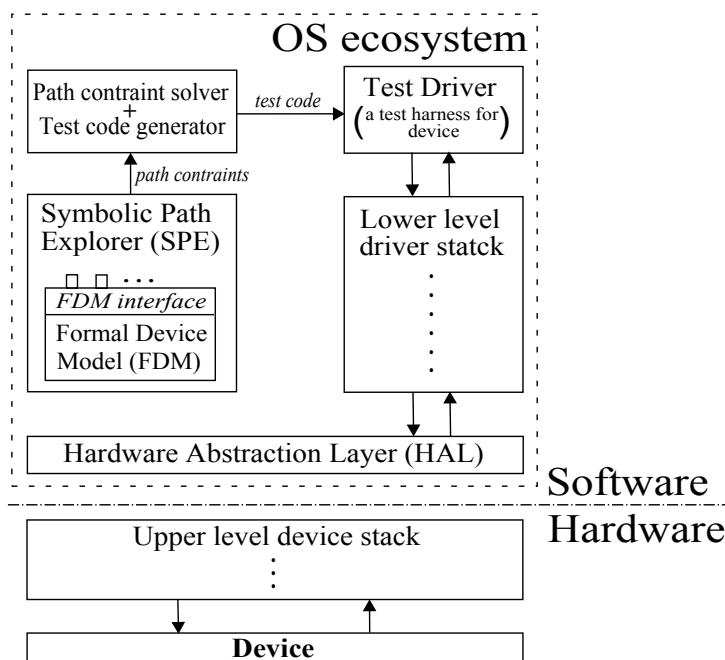 OS ecosystem
Path contraint solver
+
Test code generator
test code
Test Driver
(a test harness for
device)
path contraints
Symbolic Path
Explorer (SPE)
FDM interface
Formal Device
Model (FDM)
Lower level
driver statck
Hardware Abstraction Layer (HAL)
Software
Hardware
Upper level device stack
Device